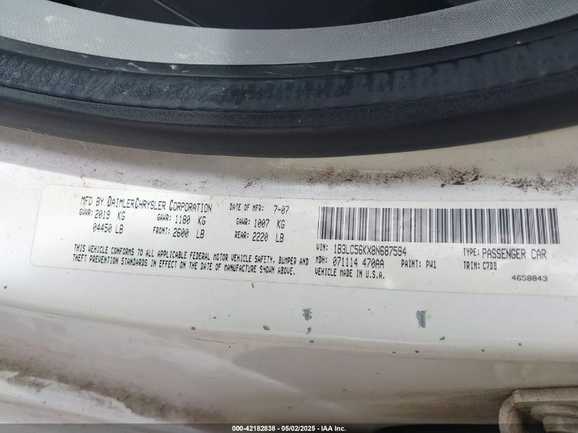 MFD BY DAIMLERCHRYSLER CORPORATION DATE OF MFR: 7-07
GVWR: 2019 KG GAWR: 1180 KG GAWR: 1007 KG
04450 LB FRONT: 2600 LB REAR: 2220 LB
THIS VEHICLE CONFORMS TO ALL APPLICABLE FEDERAL MOTOR VEHICLE SAFETY, BUMPER AND
THEFT PREVENTION STANDARDS IN EFFECT ON THE DATE OF MANUFACTURE SHOWN ABOVE.
VIN: 1B3LC56KX8N687594 TYPE: PASSENGER CAR
MDH: 071114 470AA PAINT: PW1 TRIM: C7D8
VEHICLE MADE IN U.S.A. 4658843
000-42182838 - 05/02/2025 - IAA, Inc.